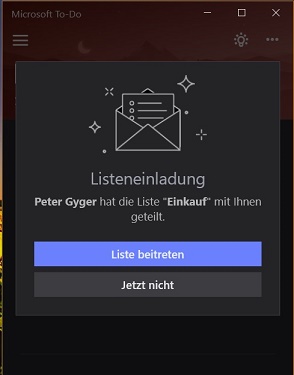 Microsoft To-Do
Listeneinladung
Peter Gyger hat die Liste "Einkauf" mit Ihnen
geteilt.
Liste beitreten
Jetzt nicht